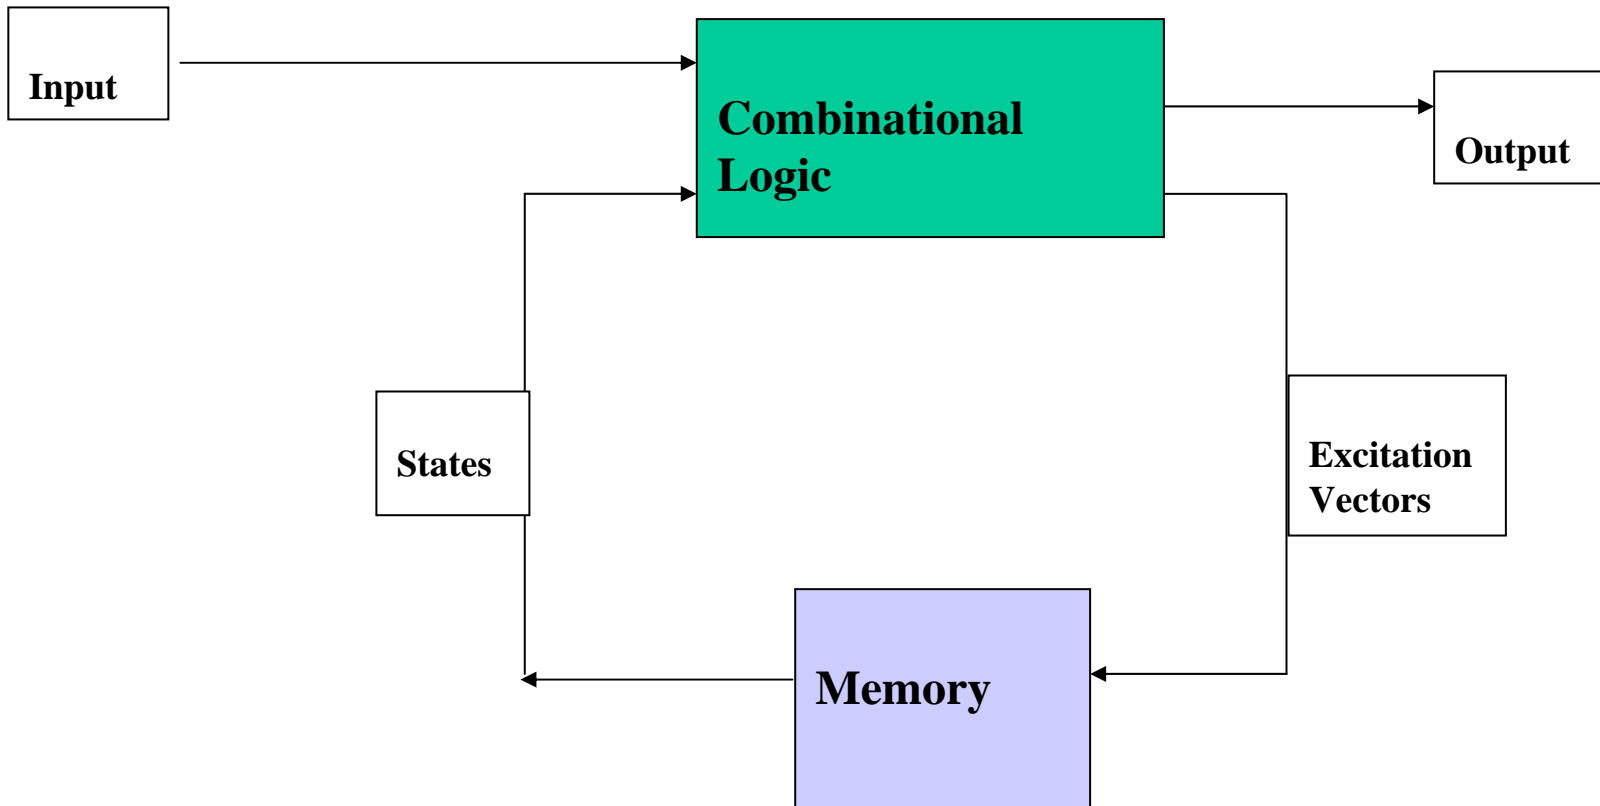 Input
Combinational
Logic
Output
States
Excitation
Vectors
Memory